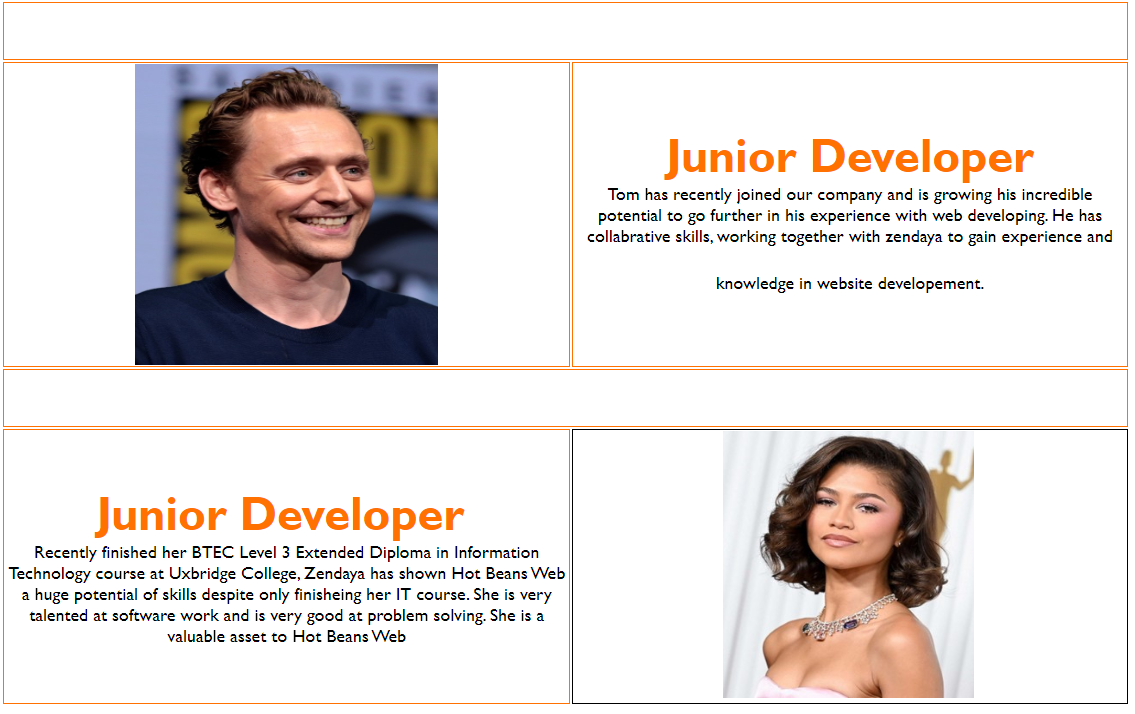 Junior Developer
Tom has recently joined our company and is growing his incredible
potential to go further in his experience with web developing. He has
collabrative skills, working together with zendaya to gain experience and
knowledge in website developement.
Junior Developer
Recently finished her BTEC Level 3 Extended Diploma in Information
Technology course at Uxbridge College, Zendaya has shown Hot Beans Web
a huge potential of skills despite only finisheing her IT course. She is very
talented at software work and is very good at problem solving. She is a
valuable asset to Hot Beans Web